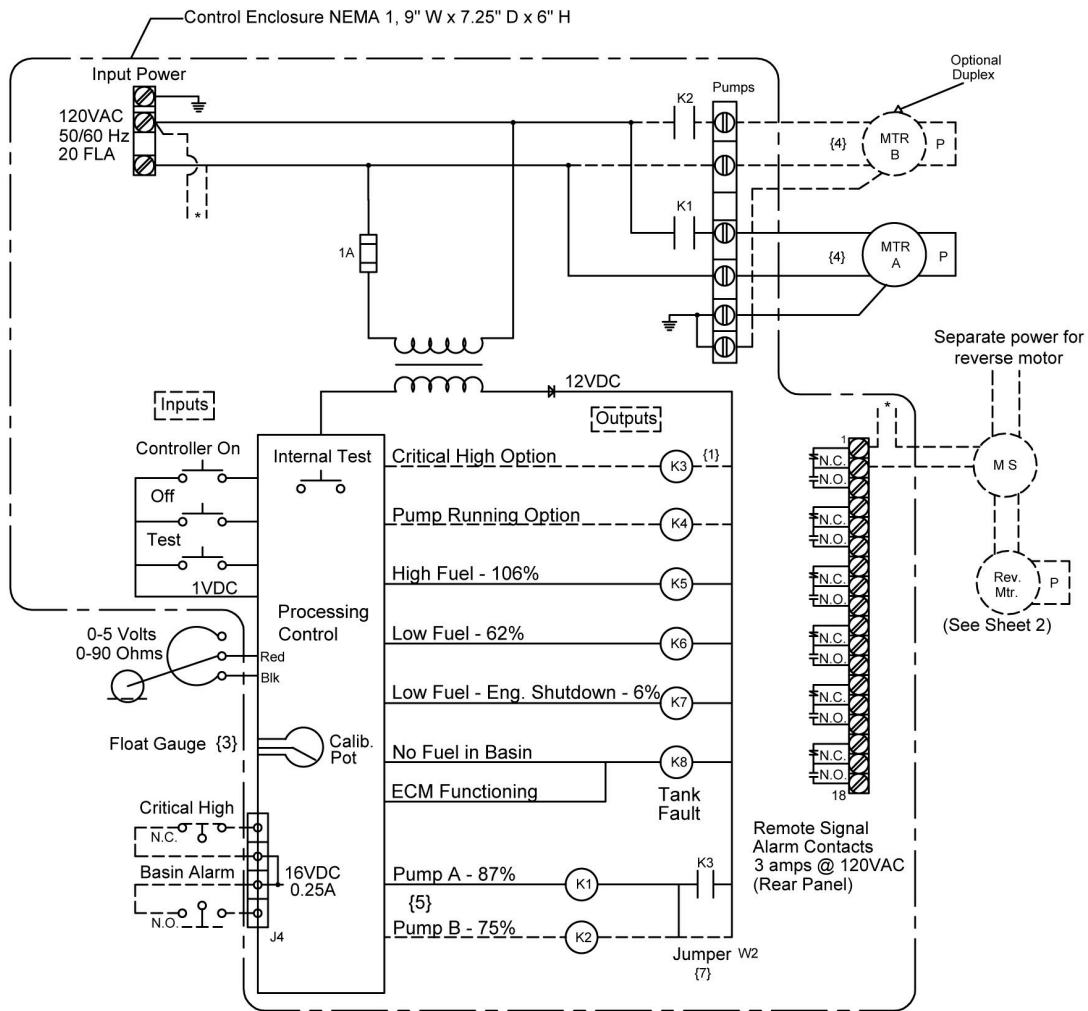 Control Enclosure NEMA 1, 9" W x 7.25" D x 6" H
Input Power
120VAC
50/60 Hz
20 FLA
*
1A
K2
K1
Pumps
Optional
Duplex
{4}
MTR
B
P
{4}
MTR
A
P
Separate power for
reverse motor
12VDC
Inputs
Outputs
Controller On
Off
Test
1VDC
Internal Test
Processing
Control
0-5 Volts
0-90 Ohms
Red
Blk
Float Gauge {3}
Calib.
Pot
Critical High
N.C.
Basin Alarm
N.O.
16VDC
0.25A
J4
Critical High Option
K3
{1}
Pump Running Option
K4
High Fuel - 106%
K5
Low Fuel - 62%
K6
Low Fuel - Eng. Shutdown - 6%
K7
No Fuel in Basin
K8
ECM Functioning
Tank
Fault
Pump A - 87%
K1
K3
{5}
Pump B - 75%
K2
Jumper W2
{7}
*
1
N.C.
N.O.
N.C.
N.O.
N.C.
N.O.
N.C.
N.O.
N.C.
N.O.
N.C.
N.O.
18
M S
Rev.
Mtr.
P
(See Sheet 2)
Remote Signal
Alarm Contacts
3 amps @ 120VAC
(Rear Panel)